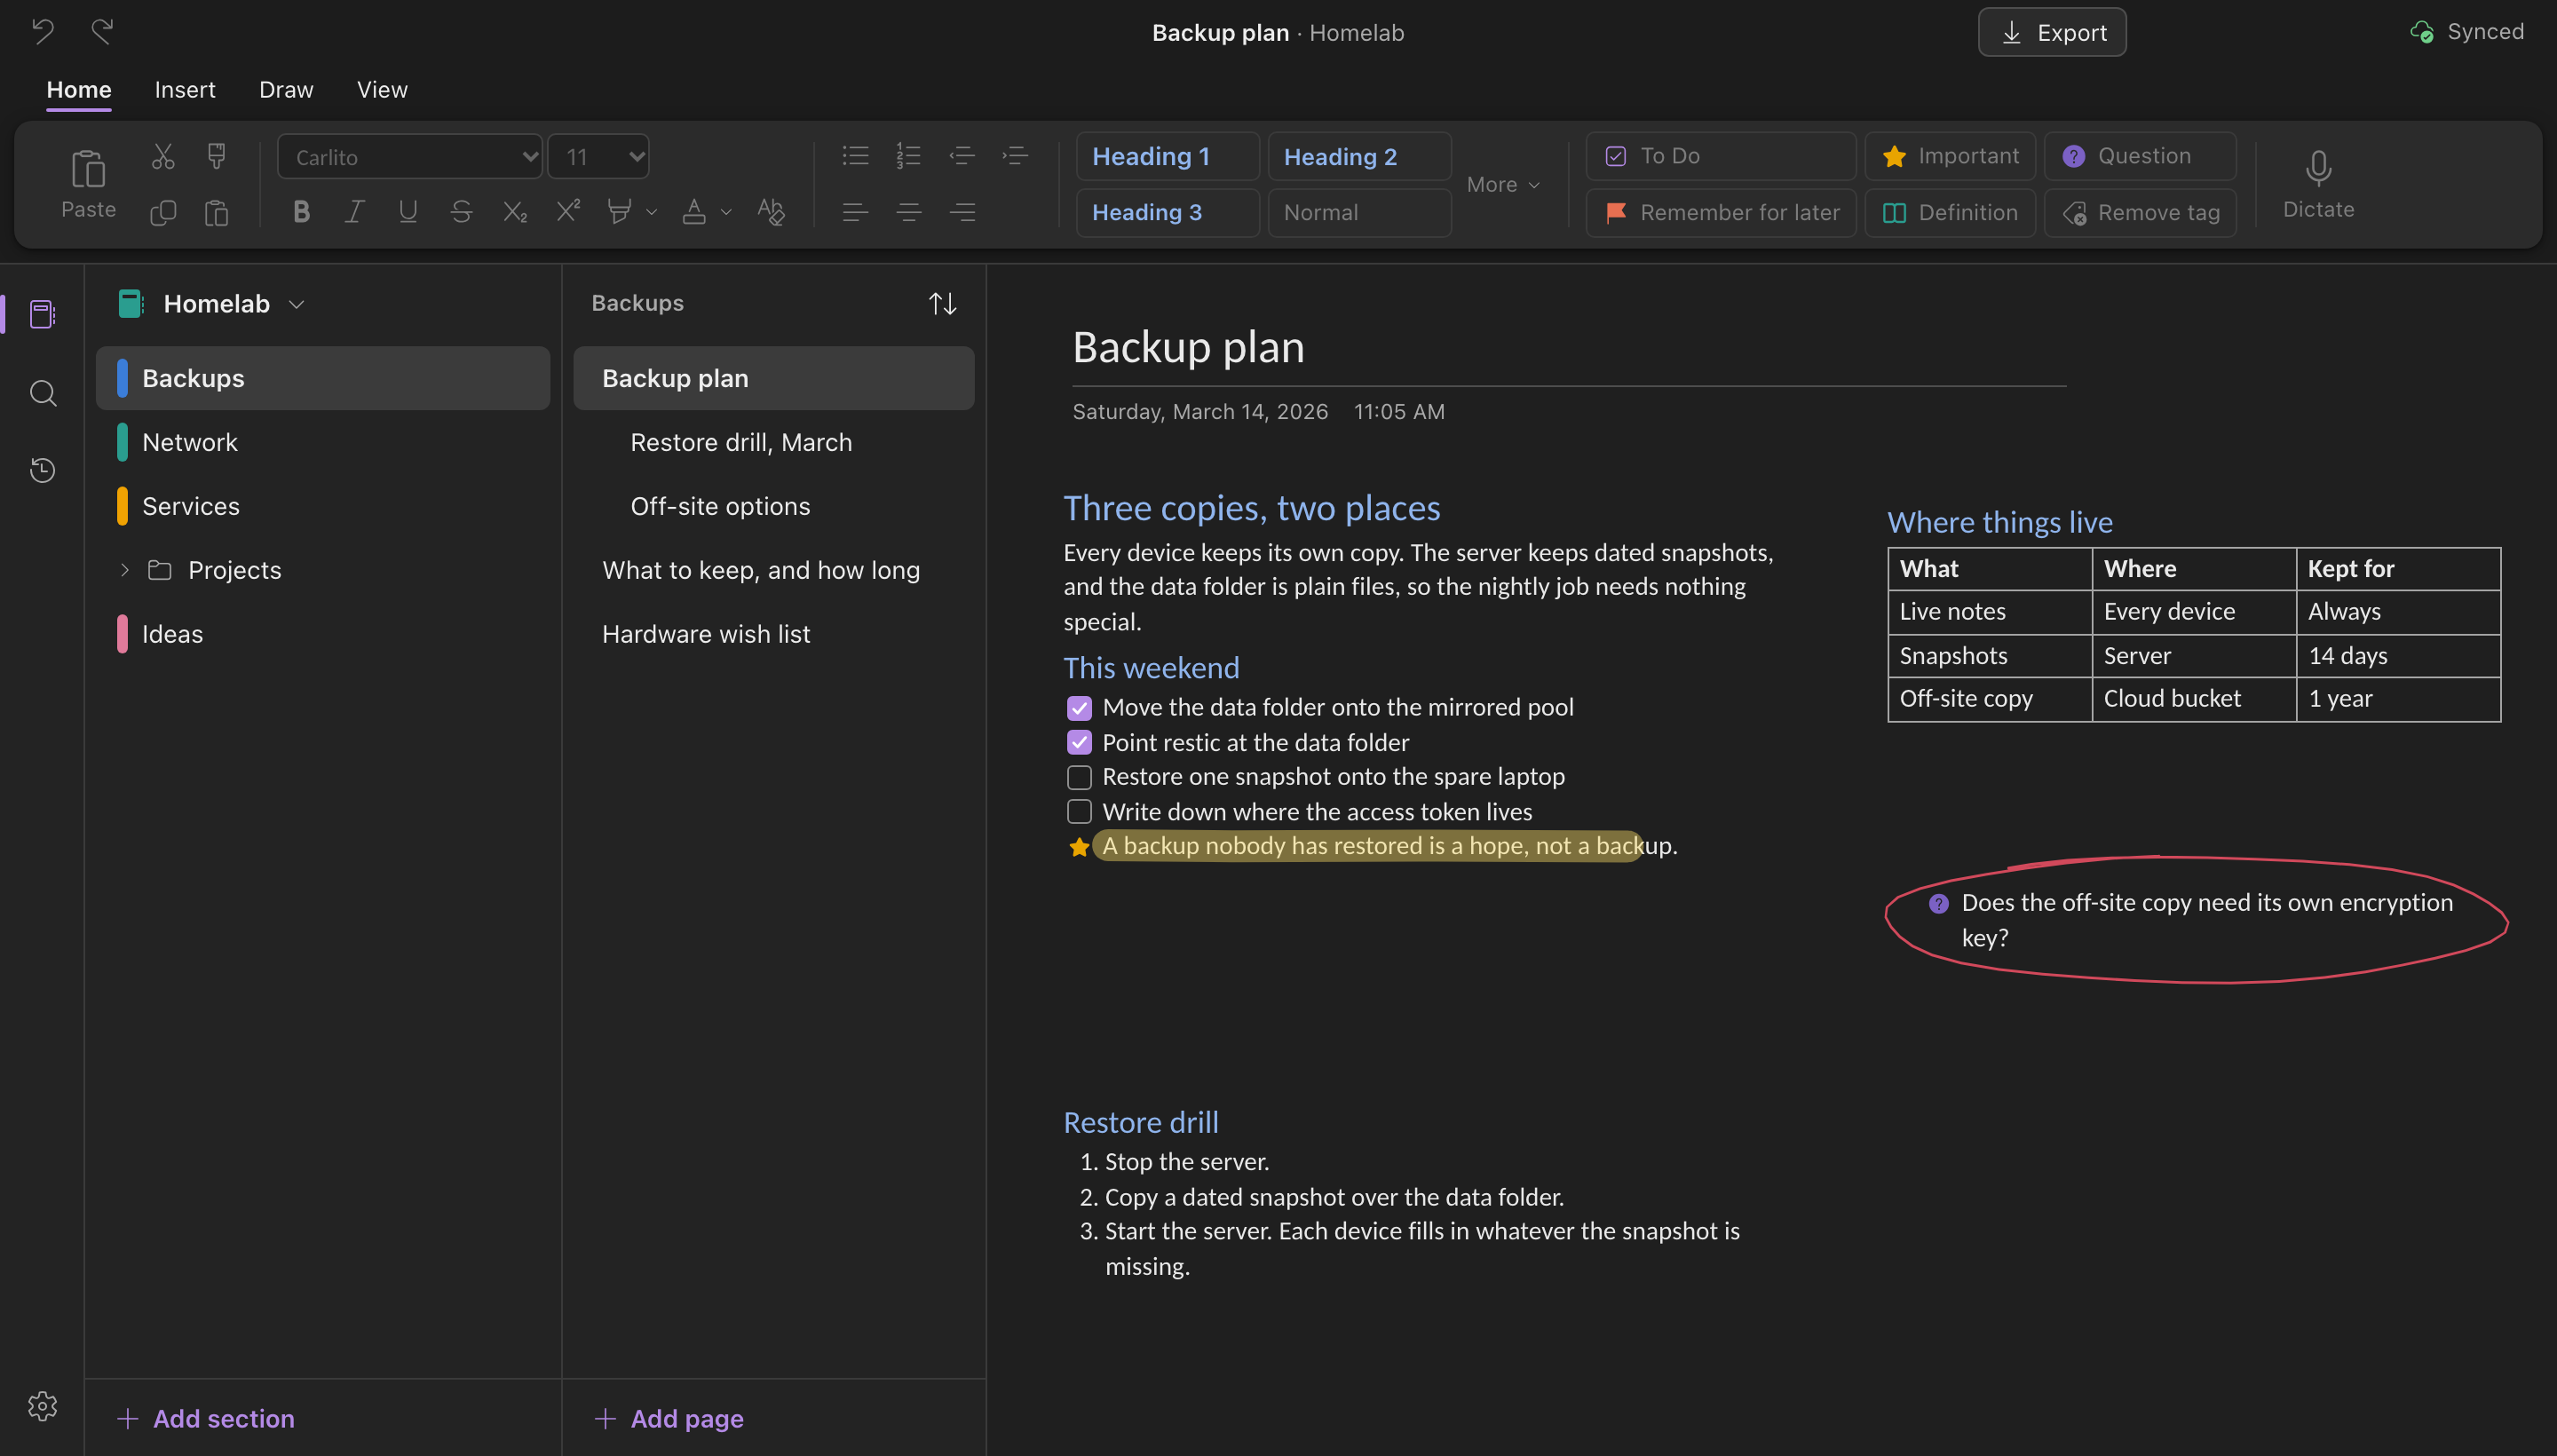 Backup plan · Homelab
Export
Synced
Home
Insert
Draw
View
Paste
Carlito
11
Heading 1
Heading 2
Heading 3
Normal
More
To Do
Important
Question
Remember for later
Definition
Remove tag
Dictate
Homelab
Backups
Network
Services
Projects
Ideas
Add section
Backups
Backup plan
Restore drill, March
Off-site options
What to keep, and how long
Hardware wish list
Add page
Backup plan
Saturday, March 14, 2026 11:05 AM
Three copies, two places
Every device keeps its own copy. The server keeps dated snapshots,
and the data folder is plain files, so the nightly job needs nothing
special.
This weekend
Move the data folder onto the mirrored pool
Point restic at the data folder
Restore one snapshot onto the spare laptop
Write down where the access token lives
A backup nobody has restored is a hope, not a backup.
Where things live
What Where Kept for
Live notes Every device Always
Snapshots Server 14 days
Off-site copy Cloud bucket 1 year
? Does the off-site copy need its own encryption
key?
Restore drill
1. Stop the server.
2. Copy a dated snapshot over the data folder.
3. Start the server. Each device fills in whatever the snapshot is
missing.